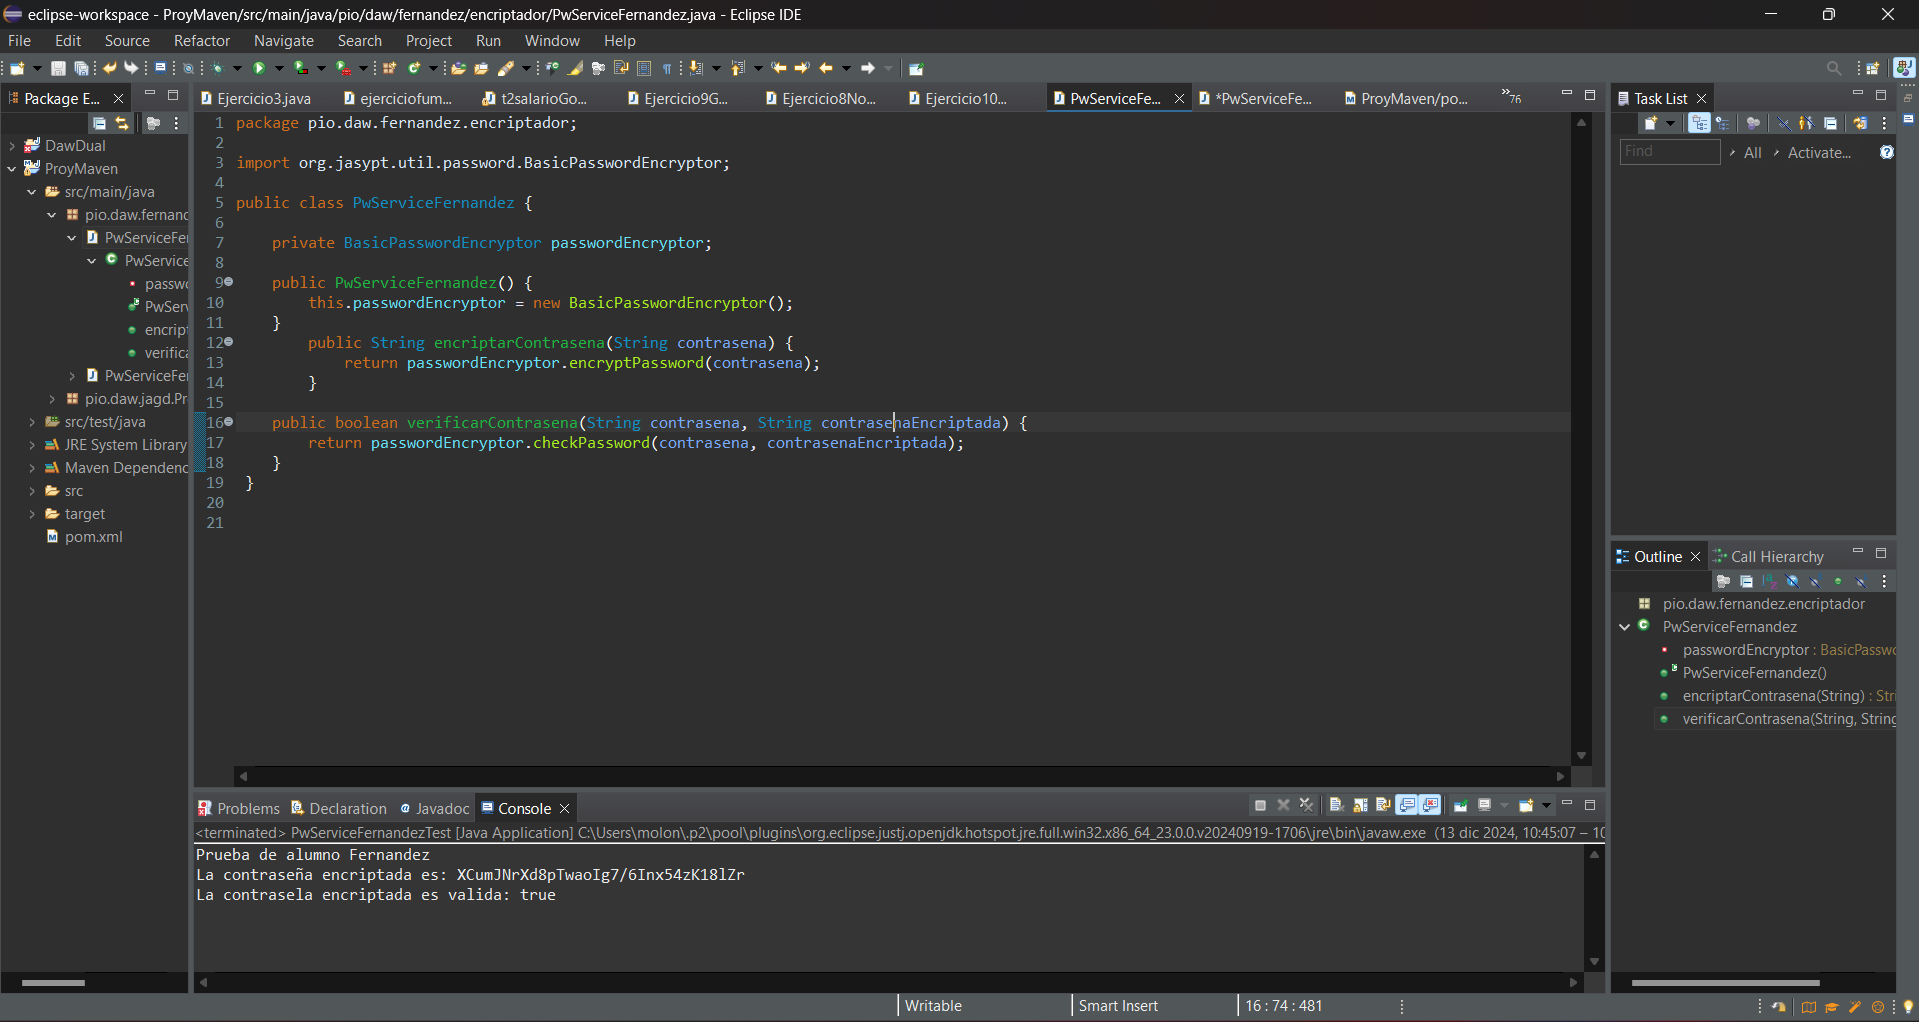 eclipse-workspace - ProyMaven/src/main/java/pio/daw/fernandez/encriptador/PwServiceFernandez.java - Eclipse IDE
File Edit Source Refactor Navigate Search Project Run Window Help
Package E...
DawDual
ProyMaven
src/main/java
pio.daw.fernand
PwServiceFer
PwService
passwo
PwServ
encript
verifica
PwServiceFer
pio.daw.jagd.Pr
src/test/java
JRE System Library
Maven Dependenc
src
target
pom.xml
Ejercicio3.java ejerciciofum... t2salarioGo... Ejercicio9G... Ejercicio8No... Ejercicio10... PwServiceFe... *PwServiceFe... ProyMaven/po... »76
1 package pio.daw.fernandez.encriptador;
2
3 import org.jasypt.util.password.BasicPasswordEncryptor;
4
5 public class PwServiceFernandez {
6
7     private BasicPasswordEncryptor passwordEncryptor;
8
9     public PwServiceFernandez() {
10         this.passwordEncryptor = new BasicPasswordEncryptor();
11     }
12         public String encriptarContrasena(String contrasena) {
13             return passwordEncryptor.encryptPassword(contrasena);
14         }
15
16     public boolean verificarContrasena(String contrasena, String contrasenaEncriptada) {
17         return passwordEncryptor.checkPassword(contrasena, contrasenaEncriptada);
18     }
19 }
20
21
Task List
Find All Activate...
Outline Call Hierarchy
pio.daw.fernandez.encriptador
PwServiceFernandez
passwordEncryptor : BasicPasswo
PwServiceFernandez()
encriptarContrasena(String) : Stri
verificarContrasena(String, String
Problems Declaration Javadoc Console
<terminated> PwServiceFernandezTest [Java Application] C:\Users\molon\.p2\pool\plugins\org.eclipse.justj.openjdk.hotspot.jre.full.win32.x86_64_23.0.0.v20240919-1706\jre\bin\javaw.exe (13 dic 2024, 10:45:07 – 10
Prueba de alumno Fernandez
La contraseña encriptada es: XCumJNrXd8pTwaoIg7/6Inx54zK18lZr
La contrasela encriptada es valida: true
Writable Smart Insert 16 : 74 : 481